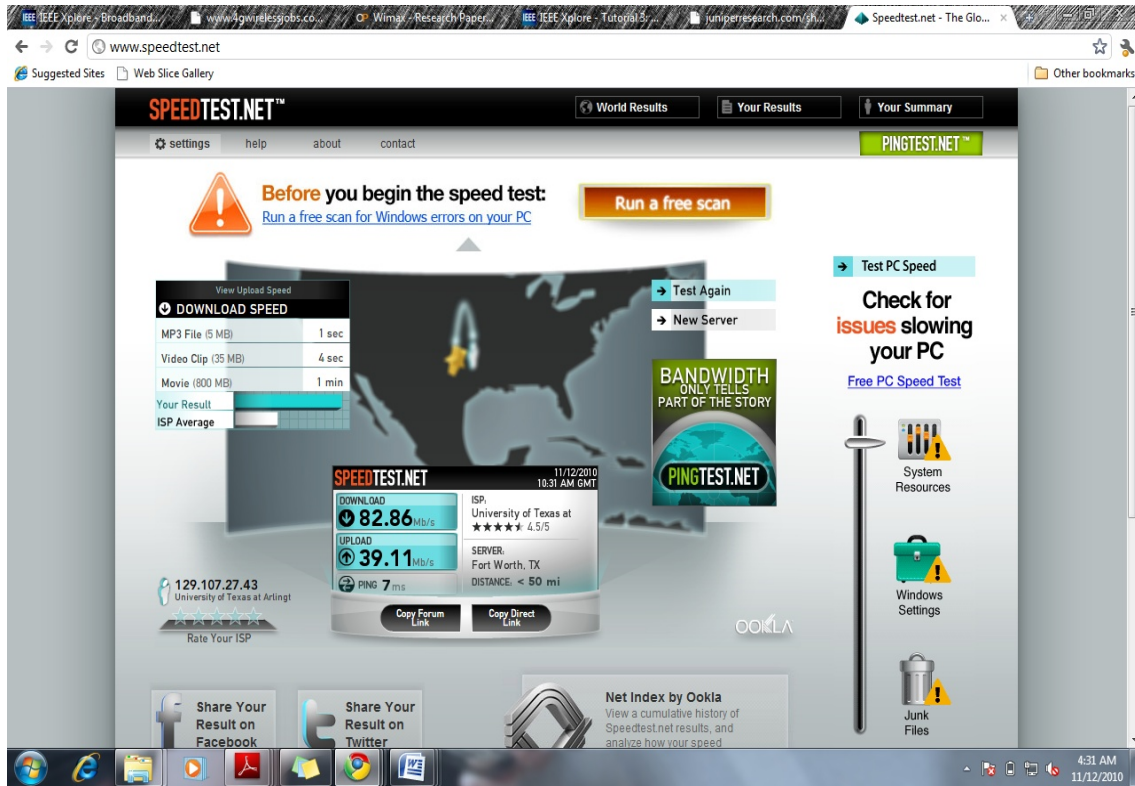 IEEE Xplore - Broadband...
www.4gwirelessjobs.co...
Wimax - Research Paper...
IEEE Xplore - Tutorial 3: ...
juniperresearch.com/sh...
Speedtest.net - The Glo...
www.speedtest.net
Suggested Sites
Web Slice Gallery
Other bookmarks
SPEEDTEST.NET™
World Results
Your Results
Your Summary
settings
help
about
contact
PINGTEST.NET™
Before you begin the speed test:
Run a free scan for Windows errors on your PC
Run a free scan
View Upload Speed
DOWNLOAD SPEED
MP3 File (5 MB) 1 sec
Video Clip (35 MB) 4 sec
Movie (800 MB) 1 min
Your Result
ISP Average
Test Again
New Server
BANDWIDTH
ONLY TELLS
PART OF THE STORY
PINGTEST.NET
Test PC Speed
Check for
issues slowing
your PC
Free PC Speed Test
System
Resources
Windows
Settings
Junk
Files
SPEEDTEST.NET
11/12/2010
10:31 AM GMT
DOWNLOAD
82.86 Mb/s
UPLOAD
39.11 Mb/s
PING 7 ms
ISP:
University of Texas at
4.5/5
SERVER:
Fort Worth, TX
DISTANCE: < 50 mi
Copy Forum
Link
Copy Direct
Link
129.107.27.43
University of Texas at Arlingt
Rate Your ISP
OOKLA
Share Your
Result on
Facebook
Share Your
Result on
Twitter
Net Index by Ookla
View a cumulative history of
Speedtest.net results, and
analyze how your speed
4:31 AM
11/12/2010